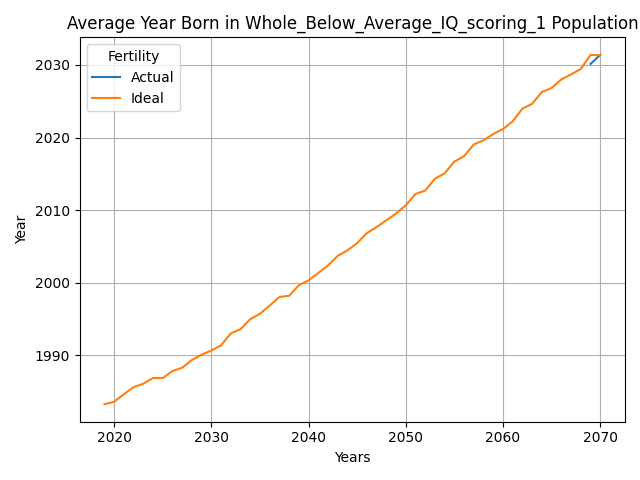 Average Year Born in Whole_Below_Average_IQ_scoring_1 Population
Fertility
Actual
Ideal
Year
2030
2020
2010
2000
1990
2020 2030 2040 2050 2060 2070
Years